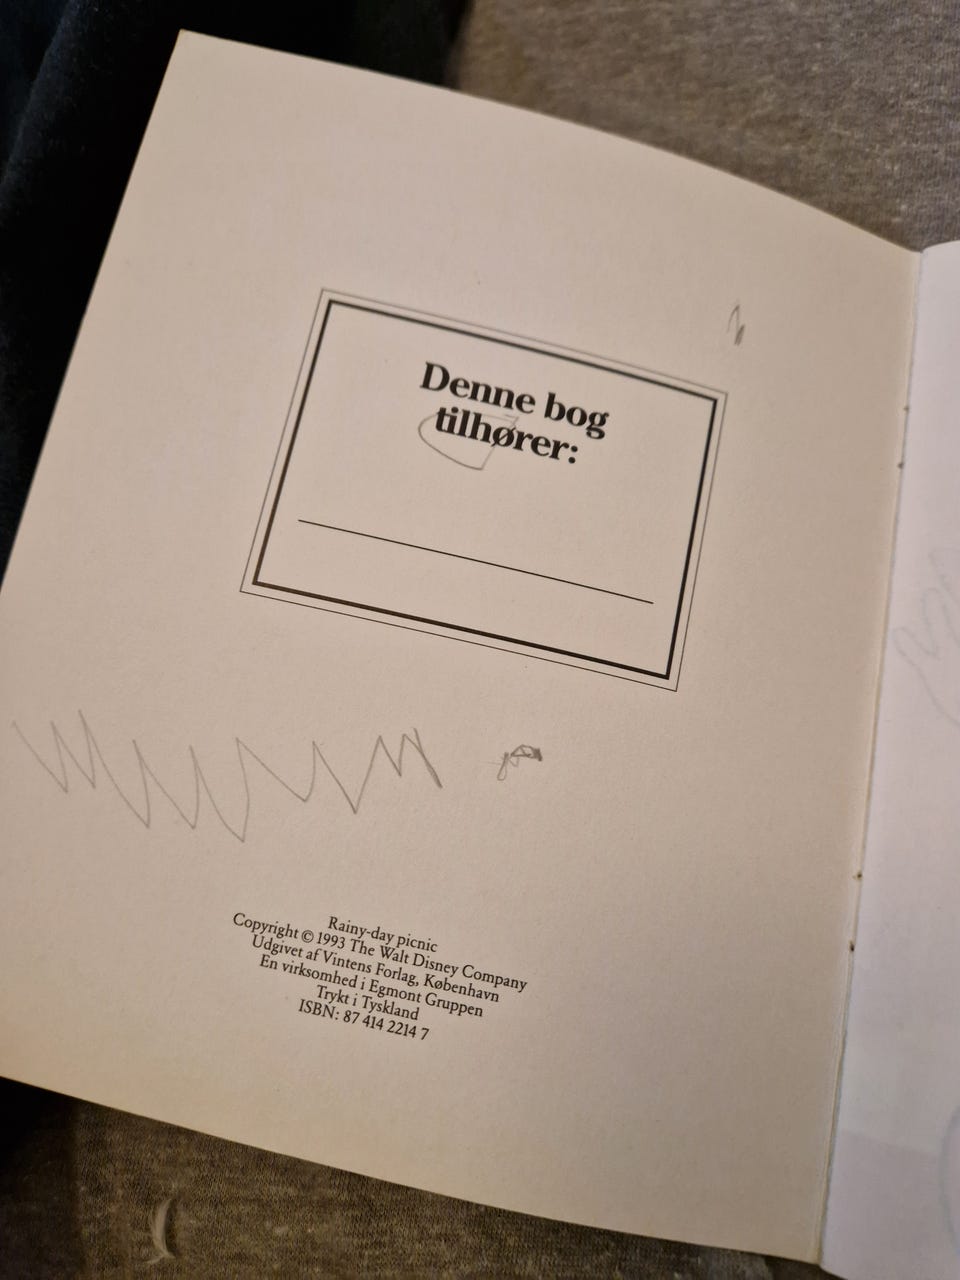 Denne bog
tilhører:
Rainy-day picnic
Copyright © 1993 The Walt Disney Company
Udgivet af Vintens Forlag, København
En virksomhed i Egmont Gruppen
Trykt i Tyskland
ISBN: 87 414 2214 7